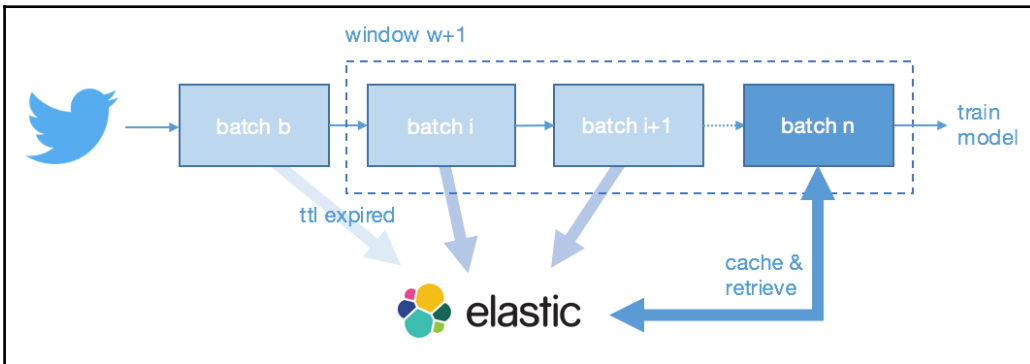 window w+1
batch b
batch i
batch i+1
batch n
train
model
ttl expired
cache &
retrieve
elastic